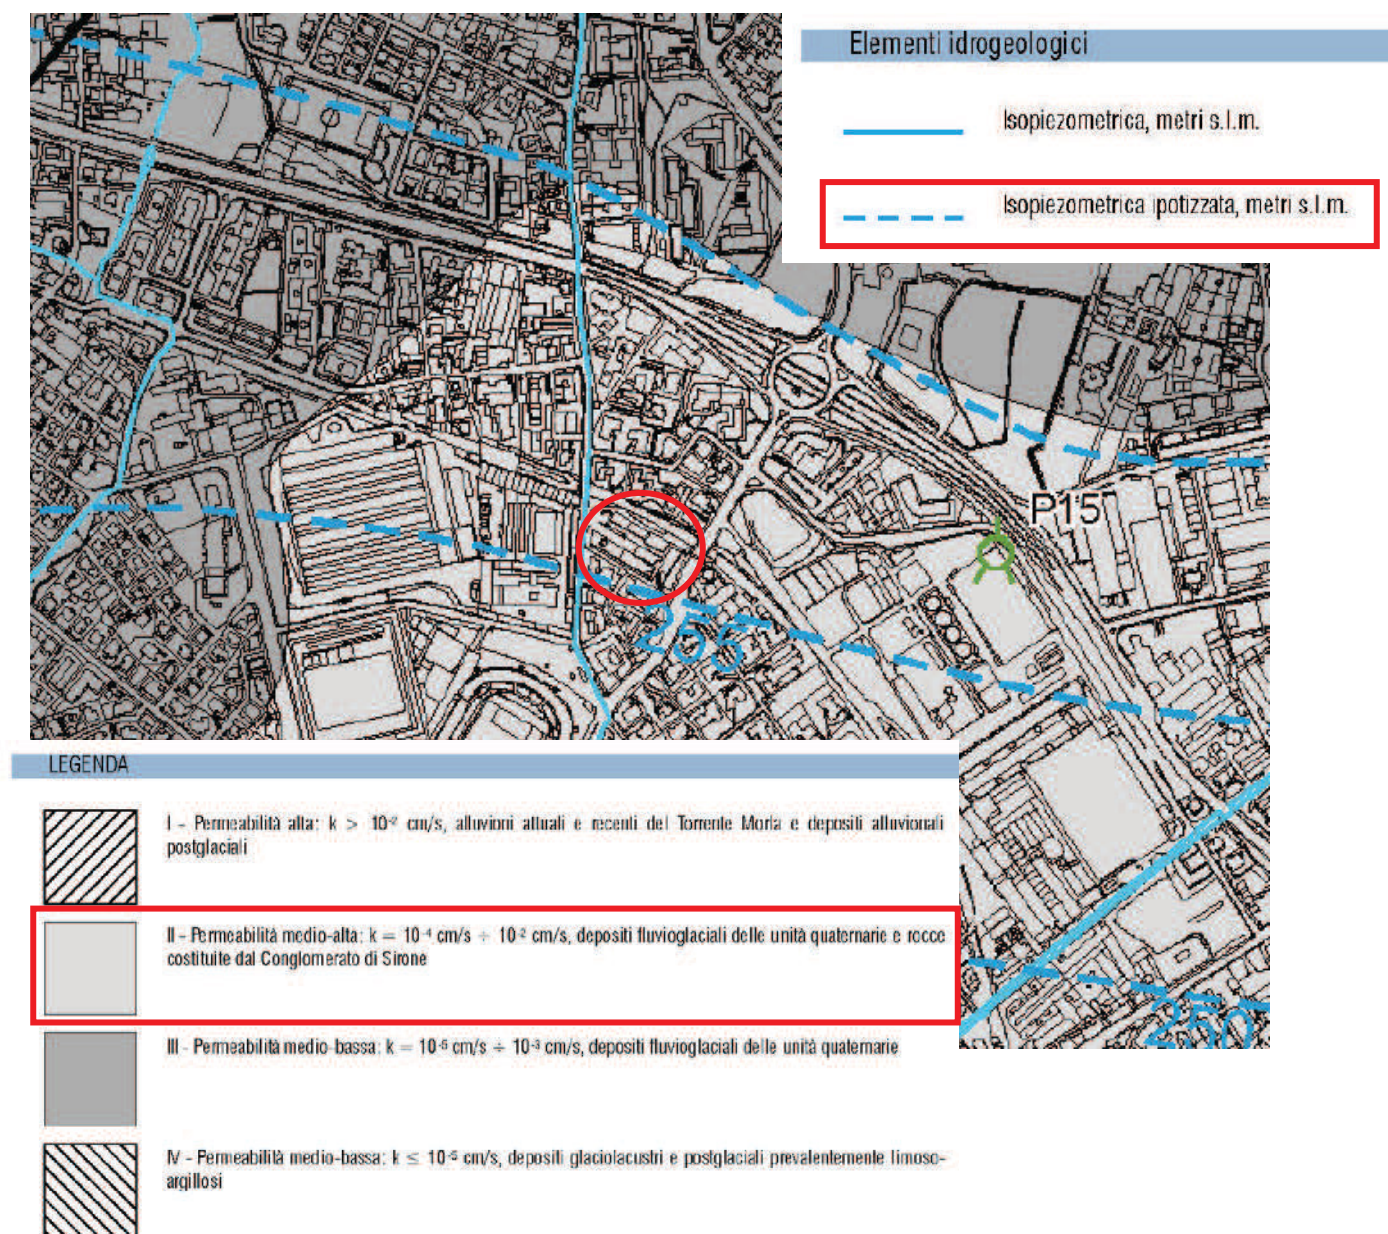 Elementi idrogeologici
Isopiezometrica, metri s.l.m.
Isopiezometrica ipotizzata, metri s.l.m.
P15
255
LEGENDA
I - Permeabilità alta: k > 10⁻² cm/s, alluvioni attuali e recenti del Torrente Morla e depositi alluvionali
postglaciali
II - Permeabilità medio-alta: k = 10⁻⁴ cm/s ÷ 10⁻² cm/s, depositi fluvioglaciali delle unità quaternarie e rocce
costituite dal Conglomerato di Sirone
250
III - Permeabilità medio-bassa: k = 10⁻⁵ cm/s ÷ 10⁻³ cm/s, depositi fluvioglaciali delle unità quaternarie
IV - Permeabilità medio-bassa: k ≤ 10⁻⁵ cm/s, depositi glaciolacustri e postglaciali prevalentemente limoso-
argillosi